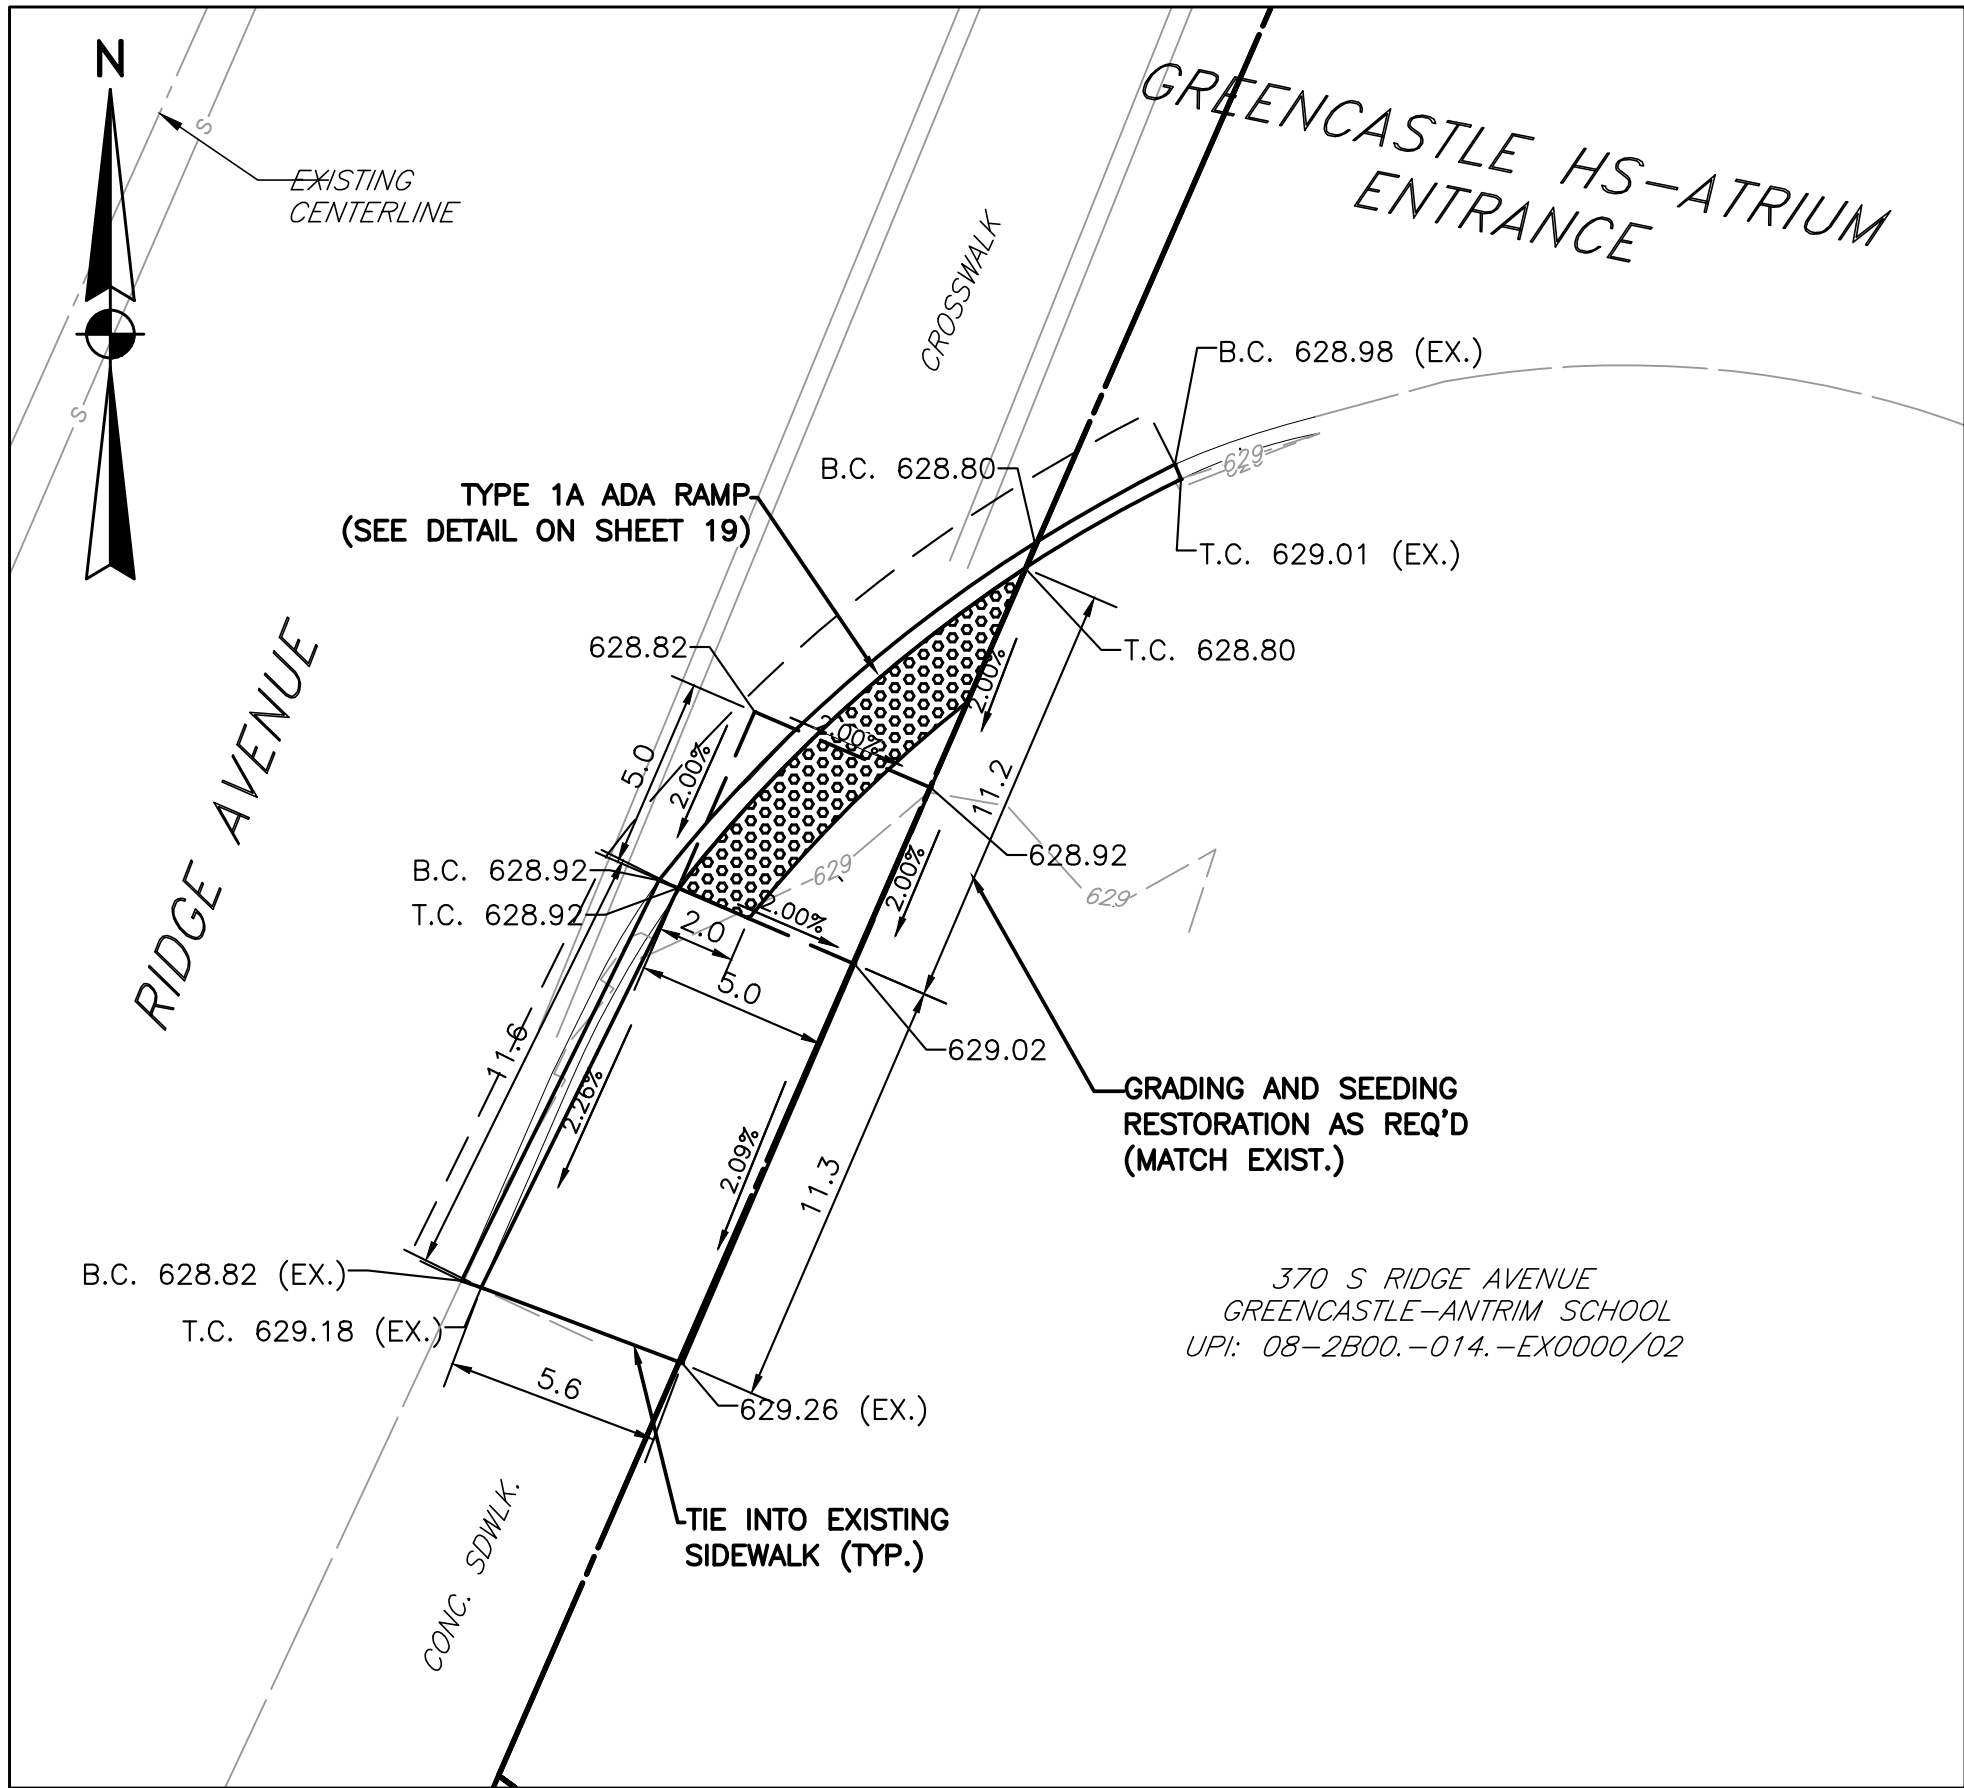 N
S
EXISTING
CENTERLINE
GREENCASTLE HS-ATRIUM
ENTRANCE
CROSSWALK
S
B.C. 628.98 (EX.)
B.C. 628.80
629
TYPE 1A ADA RAMP
(SEE DETAIL ON SHEET 19)
T.C. 629.01 (EX.)
628.82
T.C. 628.80
2.00%
RIDGE AVENUE
5.0
2.00%
2.00%
11.2
B.C. 628.92
T.C. 628.92
629
628.92
2.00%
629
2.0
2.00%
5.0
629.02
11.6
2.26%
2.09%
11.3
GRADING AND SEEDING
RESTORATION AS REQ'D
(MATCH EXIST.)
B.C. 628.82 (EX.)
T.C. 629.18 (EX.)
370 S RIDGE AVENUE
GREENCASTLE-ANTRIM SCHOOL
UPI: 08-2B00.-014.-EX0000/02
5.6
629.26 (EX.)
TIE INTO EXISTING
SIDEWALK (TYP.)
CONC. SDWLK.